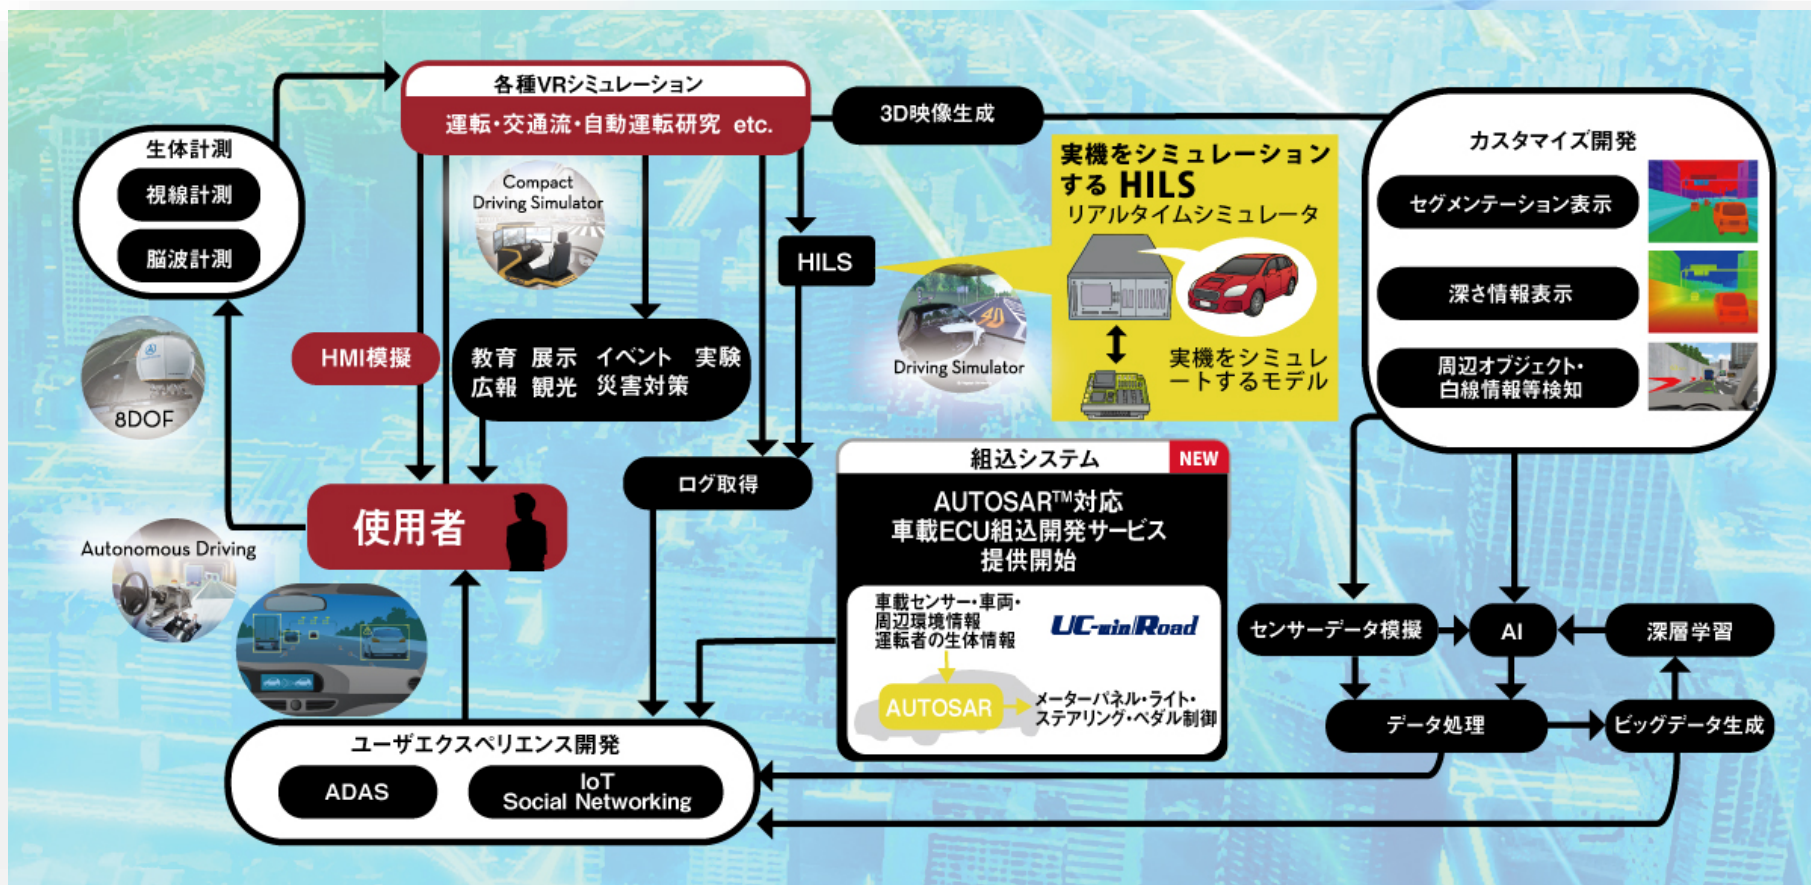 各種VRシミュレーション
運転・交通流・自動運転研究 etc.
3D映像生成
生体計測
視線計測
脳波計測
Compact
Driving Simulator
HILS
実機をシミュレーション
する HILS
リアルタイムシミュレータ
実機をシミュレ
ートするモデル
Driving Simulator
カスタマイズ開発
セグメンテーション表示
深さ情報表示
周辺オブジェクト・
白線情報等検知
8DOF
HMI模擬
教育 展示 イベント 実験
広報 観光 災害対策
ログ取得
使用者
Autonomous Driving
組込システム
NEW
AUTOSAR™対応
車載ECU組込開発サービス
提供開始
車載センサー・車両・
周辺環境情報
運転者の生体情報
UC-win/Road
AUTOSAR
メーターパネル・ライト・
ステアリング・ペダル制御
センサーデータ模擬
AI
深層学習
データ処理
ビッグデータ生成
ユーザエクスペリエンス開発
ADAS
IoT
Social Networking